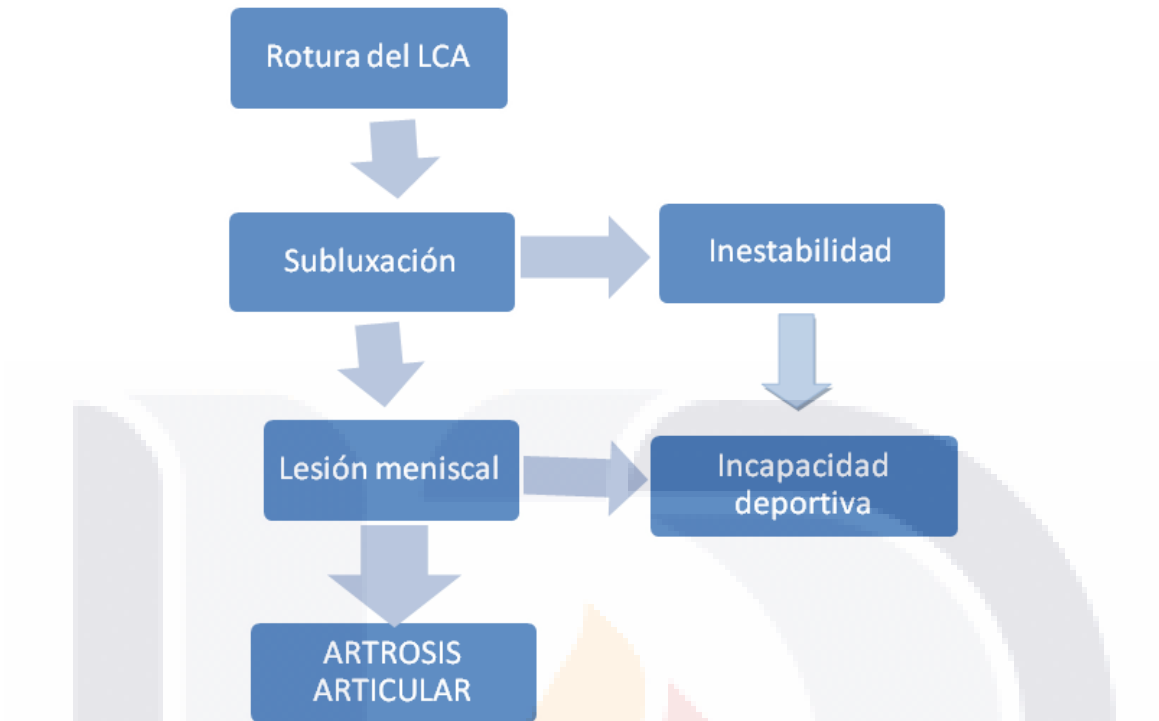 Rotura del LCA
Subluxación
Inestabilidad
Lesión meniscal
Incapacidad
deportiva
ARTROSIS
ARTICULAR